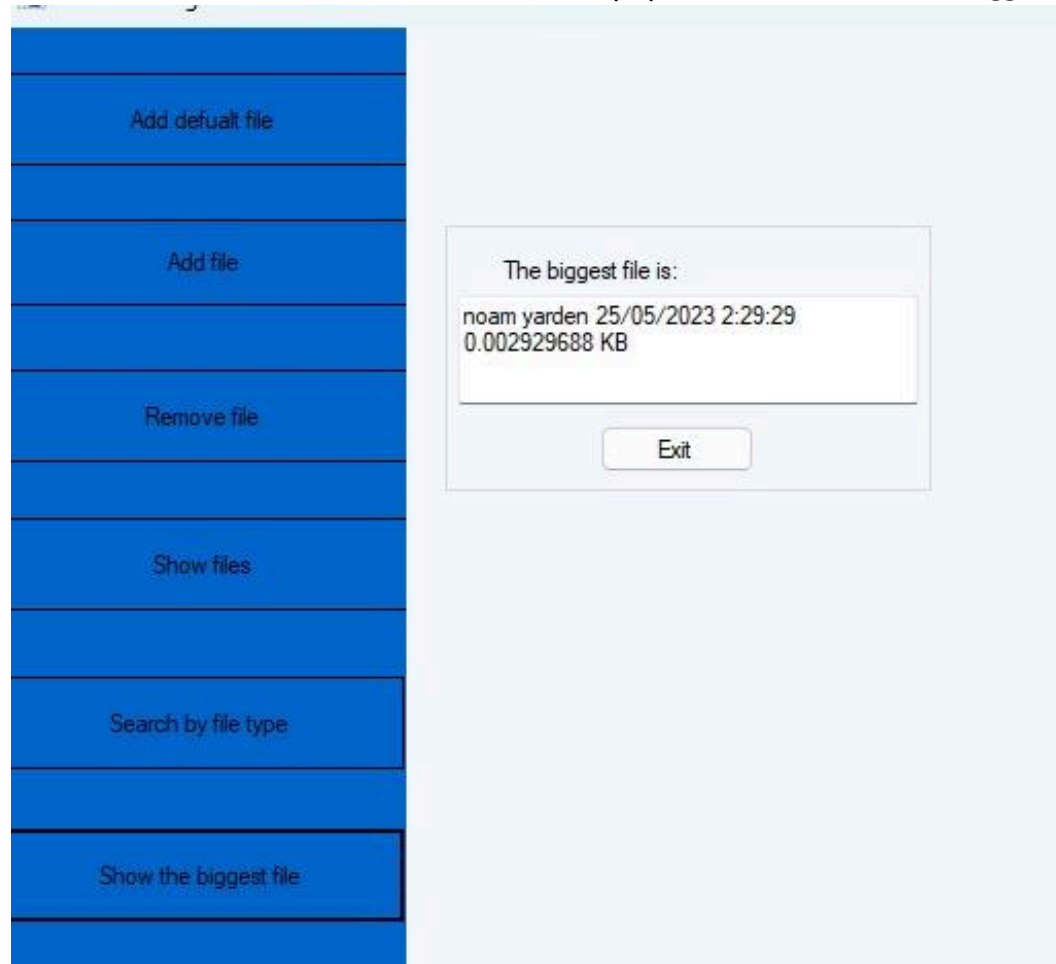 Add defualt file
Add file
Remove file
Show files
Search by file type
Show the biggest file
The biggest file is:
noam yarden 25/05/2023 2:29:29
0.002929688 KB
Exit